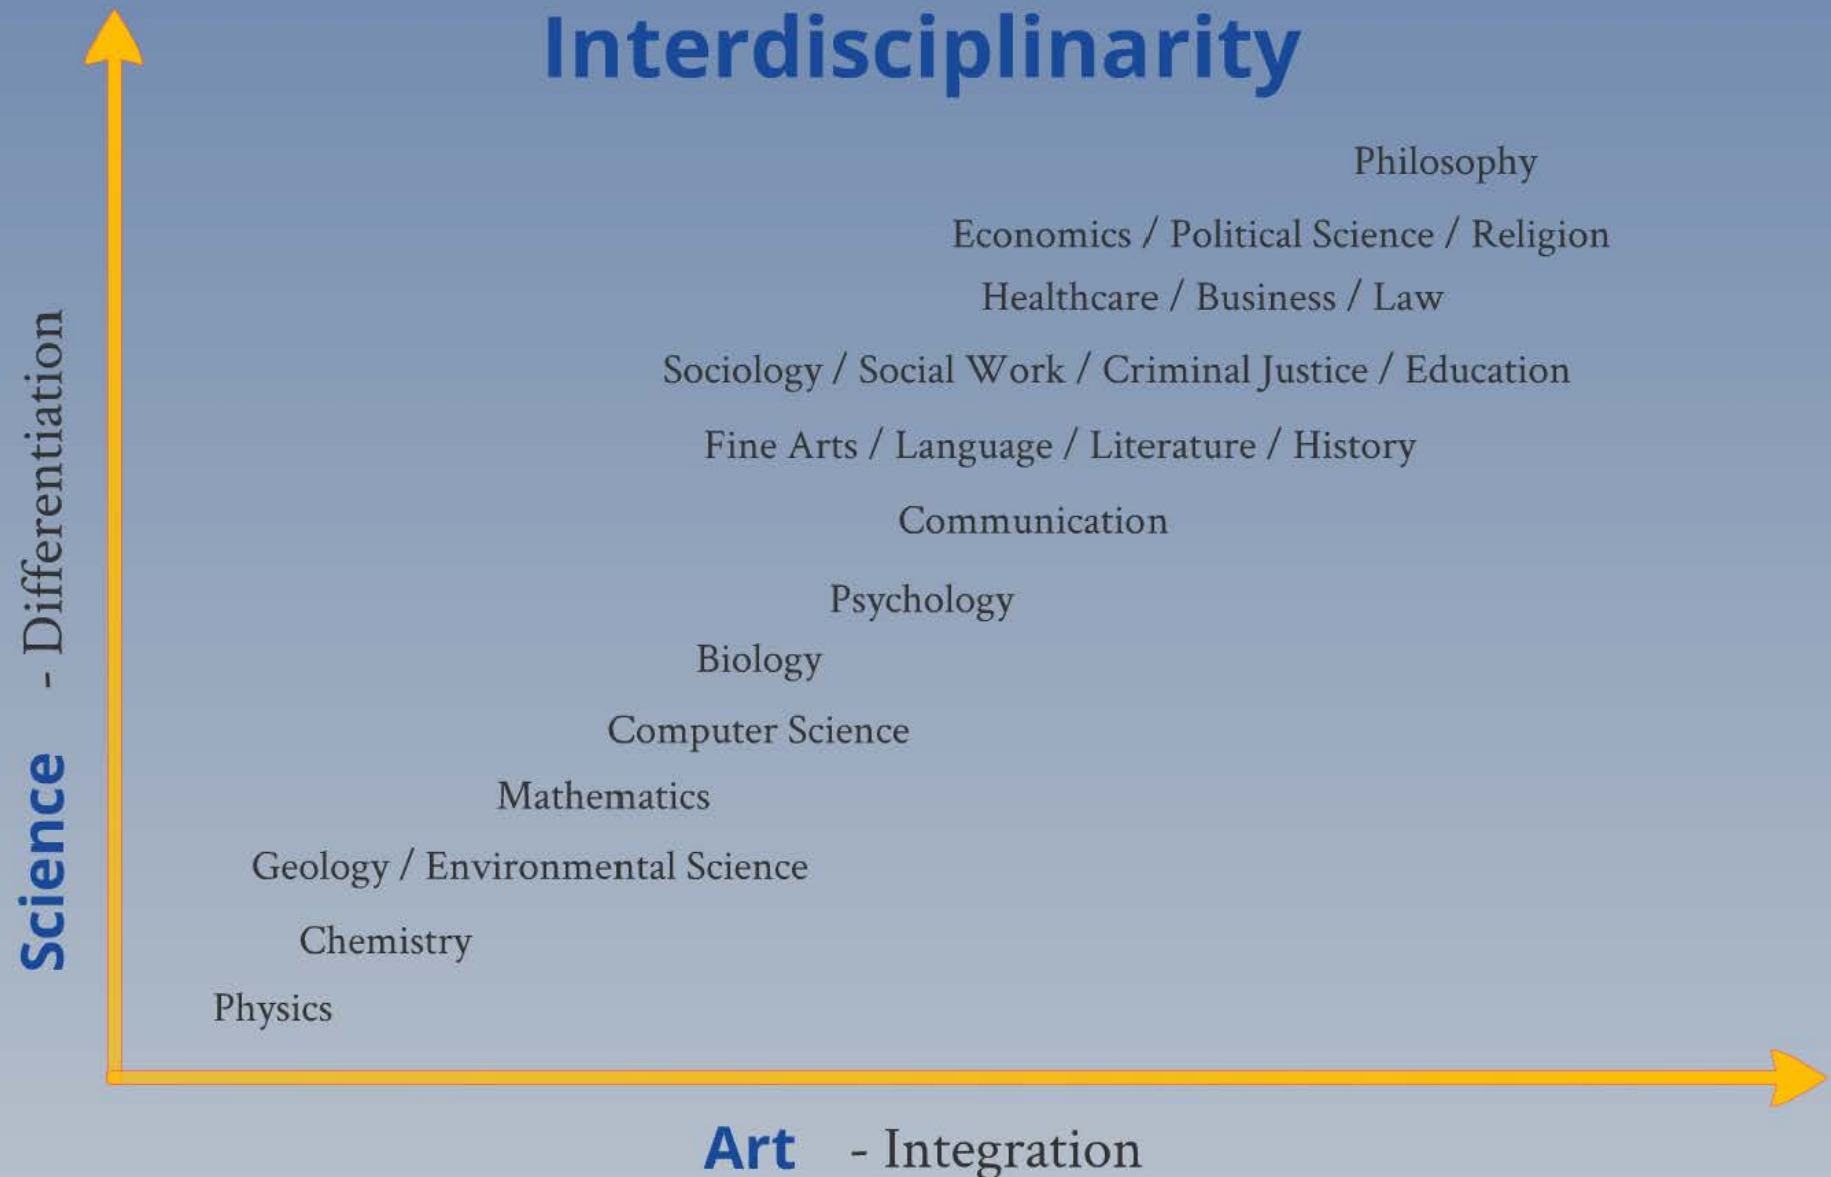 Interdisciplinarity
Philosophy
Economics / Political Science / Religion
Healthcare / Business / Law
Sociology / Social Work / Criminal Justice / Education
Fine Arts / Language / Literature / History
Communication
Psychology
Biology
Computer Science
Mathematics
Geology / Environmental Science
Chemistry
Physics
Science - Differentiation
Art - Integration